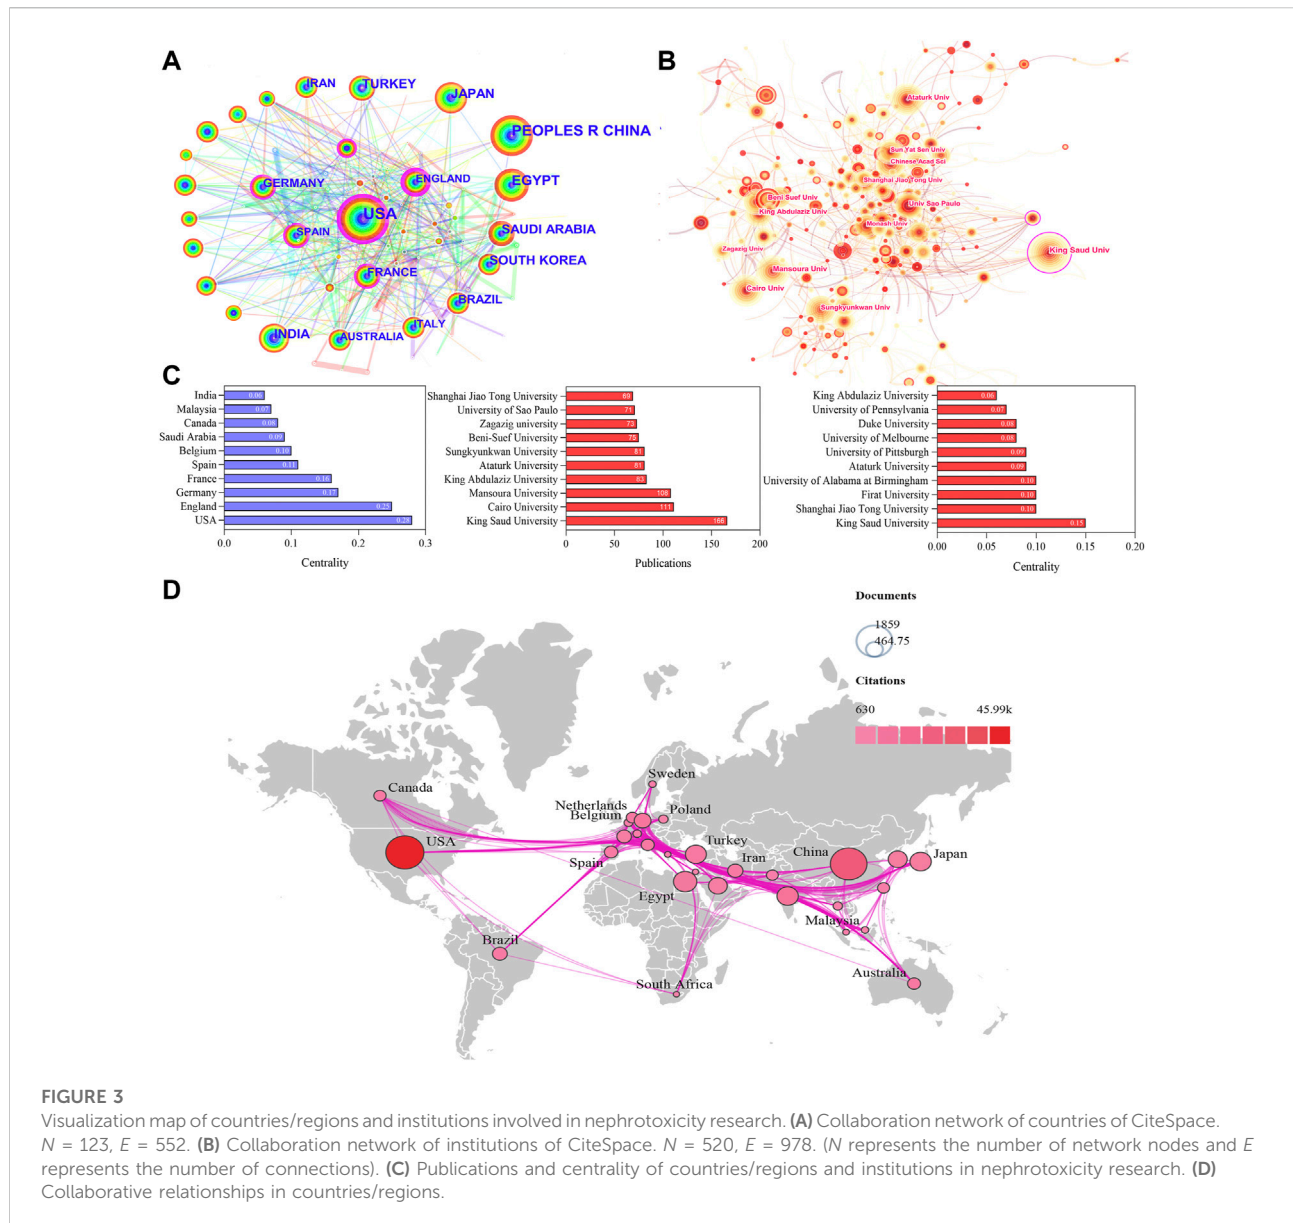 A
IRAN
TURKEY
JAPAN
PEOPLES R CHINA
GERMANY
ENGLAND
EGYPT
USA
SPAIN
SAUDI ARABIA
FRANCE
SOUTH KOREA
BRAZIL
INDIA
AUSTRALIA
ITALY
B
Ataturk Univ
Sun Yat Sen Univ
Chinese Acad Sci
Shanghai Jiao Tong Univ
Beni Suef Univ
King Abdulaziz Univ
Univ Sao Paulo
Monash Univ
Zagazig Univ
King Saud Univ
Mansoura Univ
Cairo Univ
Sungkyunkwan Univ
C
India 0.06
Malaysia 0.07
Canada 0.08
Saudi Arabia 0.09
Belgium 0.10
Spain 0.11
France 0.16
Germany 0.17
England 0.25
USA 0.28
0.0 0.1 0.2 0.3
Centrality
Shanghai Jiao Tong University 69
University of Sao Paulo 71
Zagazig university 73
Beni-Suef University 75
Sungkyunkwan University 81
Ataturk University 81
King Abdulaziz University 83
Mansoura University 108
Cairo University 111
King Saud University 166
0 50 100 150 200
Publications
King Abdulaziz University 0.06
University of Pennsylvania 0.07
Duke University 0.08
University of Melbourne 0.08
University of Pittsburgh 0.09
Ataturk University 0.09
University of Alabama at Birmingham 0.10
Firat University 0.10
Shanghai Jiao Tong University 0.10
King Saud University 0.15
0.00 0.05 0.10 0.15 0.20
Centrality
D
Documents
1859
464.75
Citations
630 45.99k
Canada
Sweden
Netherlands
Belgium
Poland
USA
Turkey
Spain
Iran
China
Japan
Egypt
Malaysia
Brazil
South Africa
Australia
FIGURE 3
Visualization map of countries/regions and institutions involved in nephrotoxicity research. (A) Collaboration network of countries of CiteSpace.
N = 123, E = 552. (B) Collaboration network of institutions of CiteSpace. N = 520, E = 978. (N represents the number of network nodes and E
represents the number of connections). (C) Publications and centrality of countries/regions and institutions in nephrotoxicity research. (D)
Collaborative relationships in countries/regions.